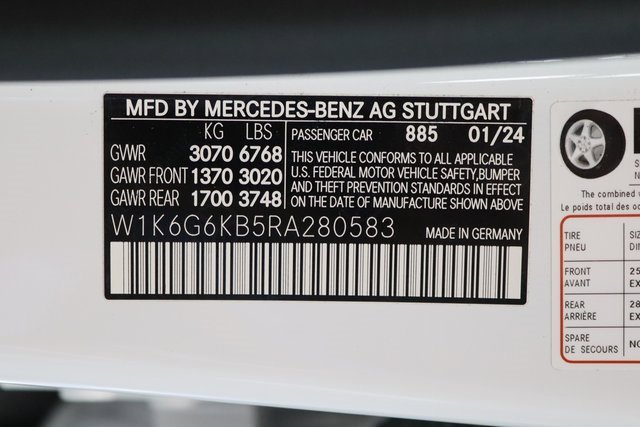 MFD BY MERCEDES-BENZ AG STUTTGART
KG LBS
GVWR 3070 6768
GAWR FRONT 1370 3020
GAWR REAR 1700 3748
PASSENGER CAR 885 01/24
THIS VEHICLE CONFORMS TO ALL APPLICABLE
U.S. FEDERAL MOTOR VEHICLE SAFETY,BUMPER
AND THEFT PREVENTION STANDARDS IN EFFECT
ON THE DATE OF MANUFACTURE SHOWN ABOVE.
W1K6G6KB5RA280583 MADE IN GERMANY
The combined
Le poids total des oc
TIRE
PNEU
FRONT
AVANT
REAR
ARRIÈRE
SPARE
DE SECOURS